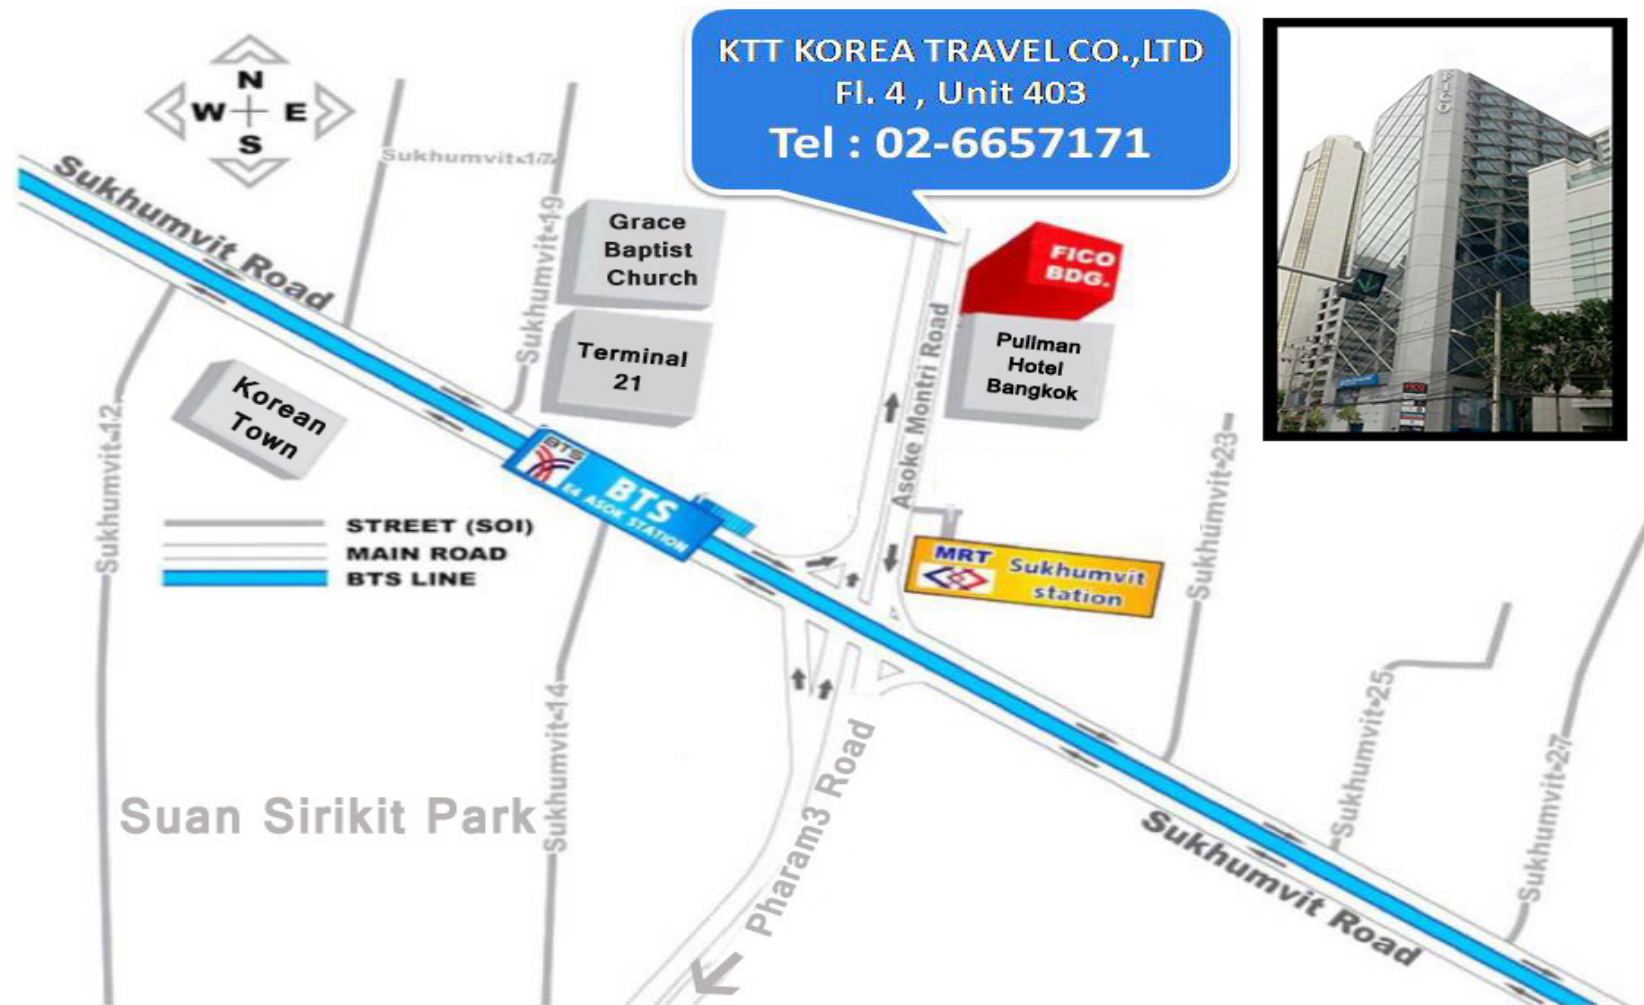 N
W E
S
KTT KOREA TRAVEL CO.,LTD
Fl. 4 , Unit 403
Tel : 02-6657171
FICO
Sukhumvit-17
Sukhumvit Road
Sukhumvit-19
Grace
Baptist
Church
FICO
BDG.
Terminal
21
Asoke Montri Road
Pullman
Hotel
Bangkok
FICO
Korean
Town
Sukhumvit-12
Sukhumvit-23
BTS
BTS
E4 ASOK STATION
STREET (SOI)
MAIN ROAD
BTS LINE
MRT
Sukhumvit
station
Sukhumvit-14
Pharam3 Road
Suan Sirikit Park
Sukhumvit-25
Sukhumvit-27
Sukhumvit Road